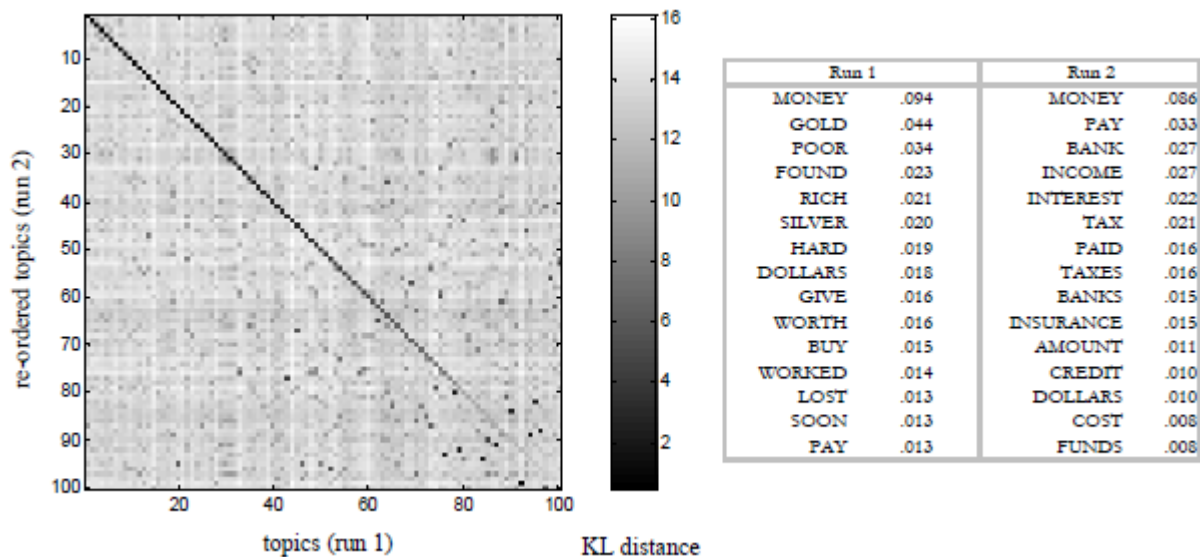 10
20
30
40
50
60
70
80
90
100
re-ordered topics (run 2)
20 40 60 80 100
topics (run 1)
16
14
12
10
8
6
4
2
KL distance
Run 1 Run 2
MONEY .094 MONEY .086
GOLD .044 PAY .033
POOR .034 BANK .027
FOUND .023 INCOME .027
RICH .021 INTEREST .022
SILVER .020 TAX .021
HARD .019 PAID .016
DOLLARS .018 TAXES .016
GIVE .016 BANKS .015
WORTH .016 INSURANCE .015
BUY .015 AMOUNT .011
WORKED .014 CREDIT .010
LOST .013 DOLLARS .010
SOON .013 COST .008
PAY .013 FUNDS .008